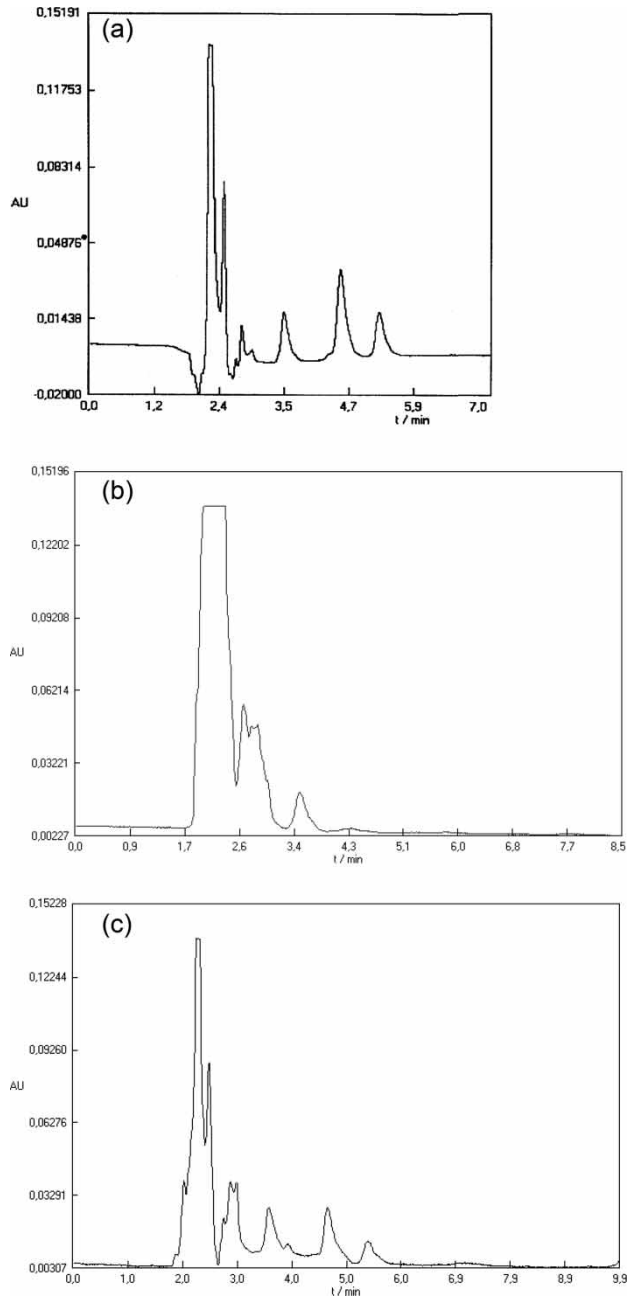 (a)
0,15191
0,11753
0,08314
AU
0,04875
0,01438
-0,02000
0,0 1,2 2,4 3,5 4,7 5,9 7,0
t / min
(b)
0,15196
0,12202
0,09208
AU
0,06214
0,03221
0,00227
0,0 0,9 1,7 2,6 3,4 4,3 5,1 6,0 6,8 7,7 8,5
t / min
(c)
0,15228
0,12244
0,09260
AU
0,06276
0,03291
0,00307
0,0 1,0 2,0 3,0 4,0 5,0 6,0 7,9 8,9 9,9
t / min